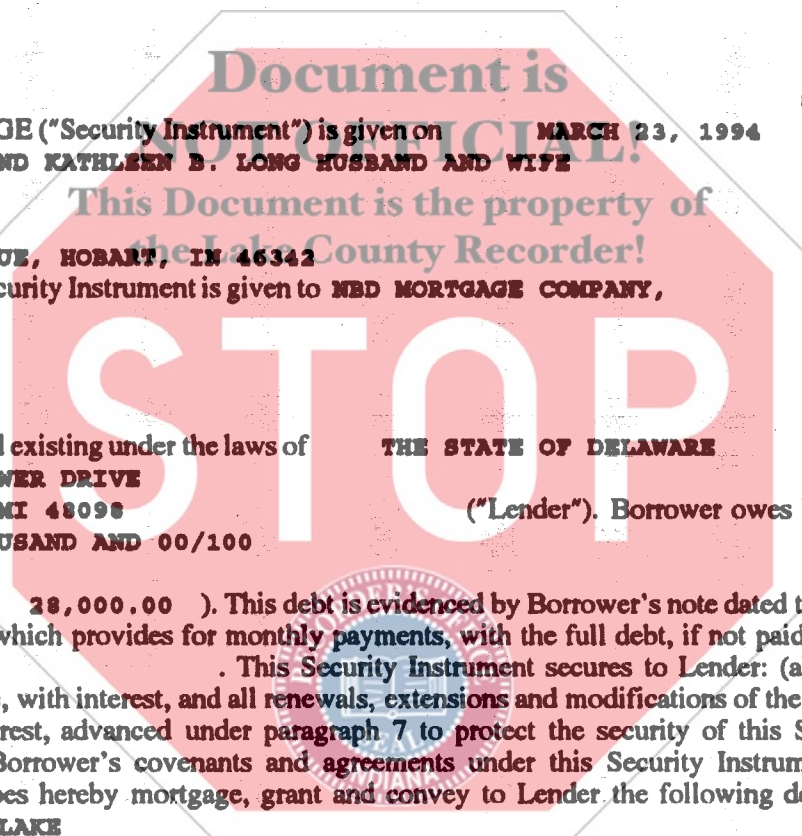 Document is
GE ("Security Instrument") is given on MARCH 23, 1994
NOT OFFICIAL!
ND KATHLEEN B. LONG HUSBAND AND WIFE
This Document is the property of
the Lake County Recorder!
UE, HOBART, IN 46342
curity Instrument is given to NBD MORTGAGE COMPANY,
STOP
d existing under the laws of THE STATE OF DELAWARE
WER DRIVE
MI 48098
("Lender"). Borrower owes
USAND AND 00/100
28,000.00 ). This debt is evidenced by Borrower's note dated t
which provides for monthly payments, with the full debt, if not paid
. This Security Instrument secures to Lender: (a
, with interest, and all renewals, extensions and modifications of the
rest, advanced under paragraph 7 to protect the security of this S
Borrower's covenants and agreements under this Security Instrum
oes hereby mortgage, grant and convey to Lender the following de
LAKE
SEAL
INDIANA